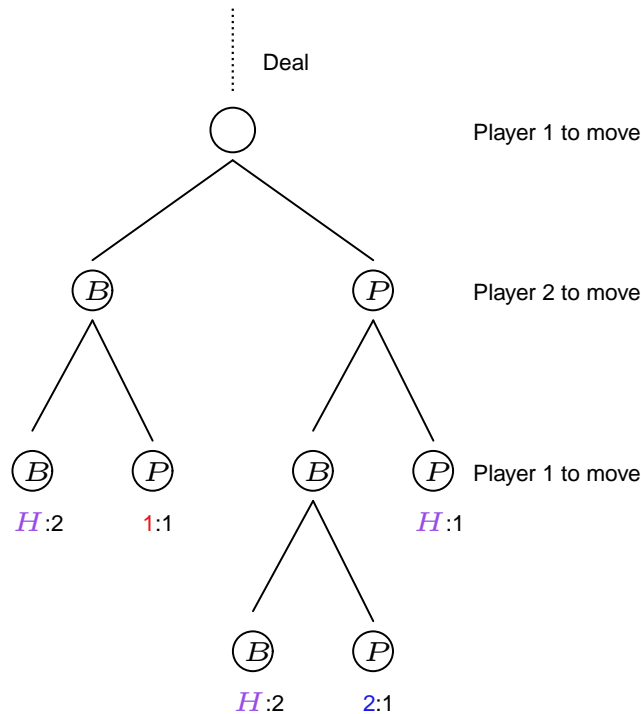 Deal
Player 1 to move
B P Player 2 to move
B P B P Player 1 to move
H:2 1:1 H:1
B P
H:2 2:1